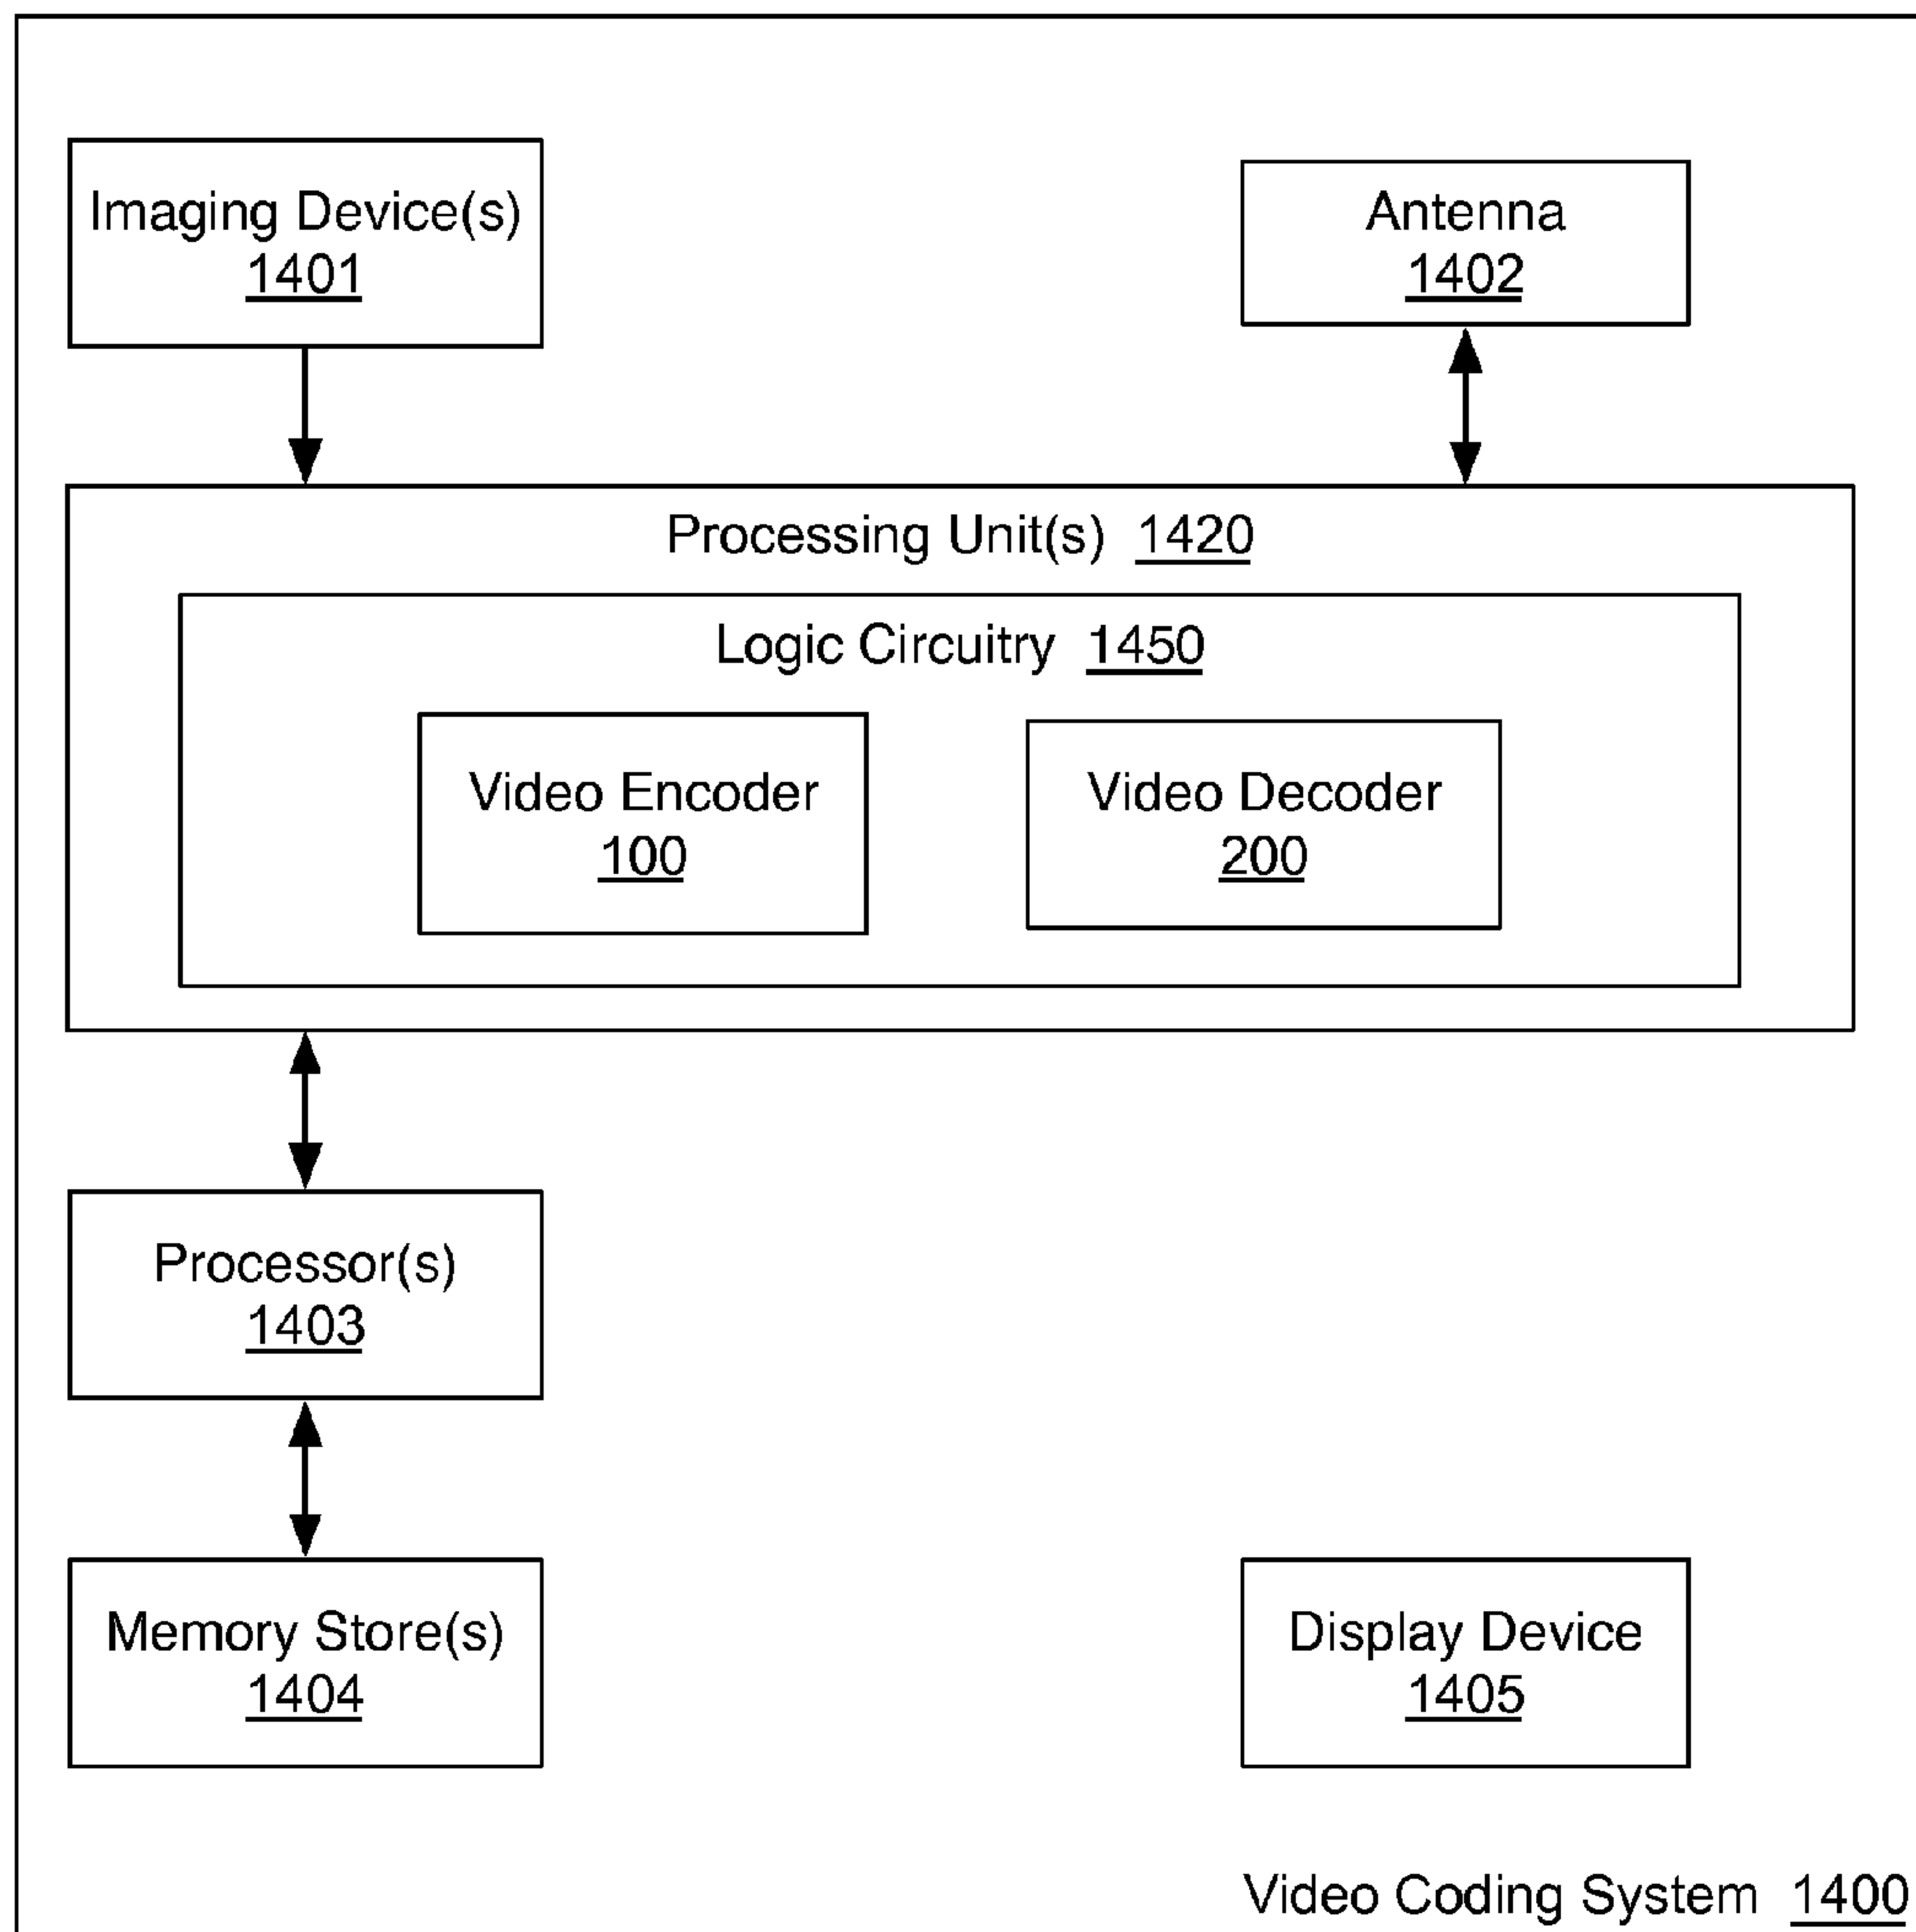 Imaging Device(s)
1401
Antenna
1402
Processing Unit(s) 1420
Logic Circuitry 1450
Video Encoder
100
Video Decoder
200
Processor(s)
1403
Memory Store(s)
1404
Display Device
1405
Video Coding System 1400